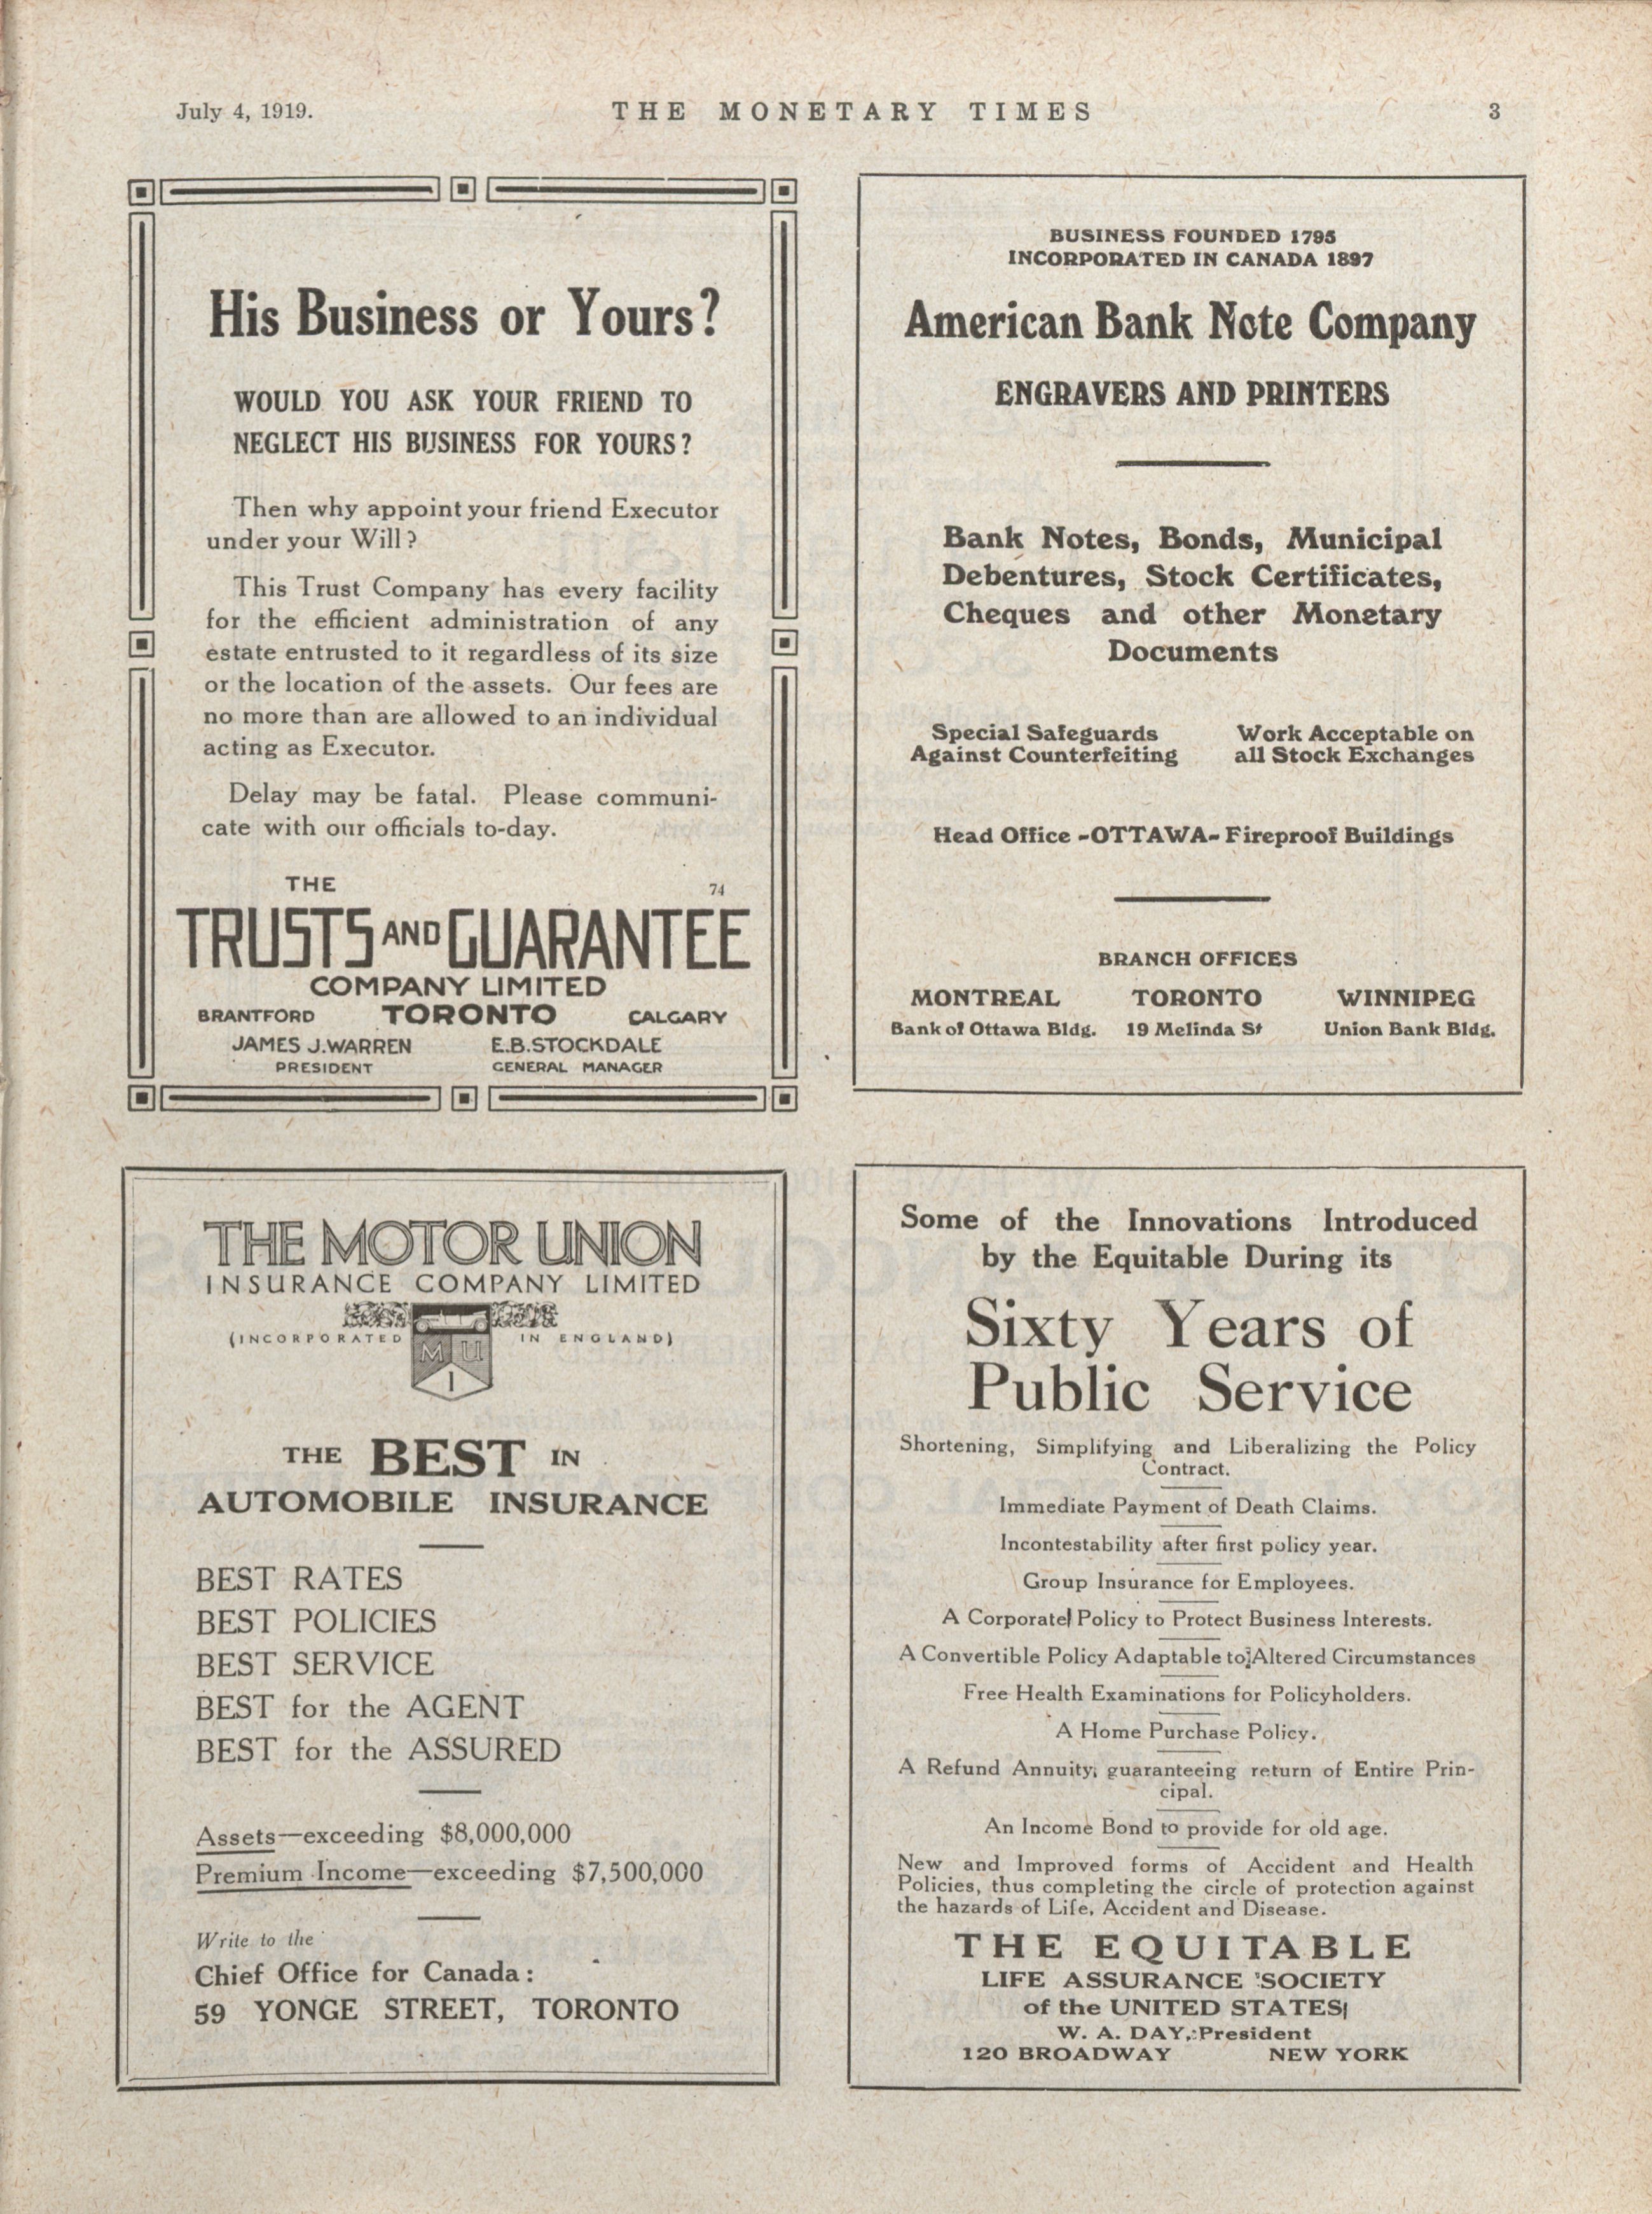 July 4, 1919.
THE MONETARY TIMES
3
His Business or Yours?
WOULD YOU ASK YOUR FRIEND TO
NEGLECT HIS BUSINESS FOR YOURS?
Then why appoint your friend Executor
under your Will?
This Trust Company has every facility
for the efficient administration of any
estate entrusted to it regardless of its size
or the location of the assets. Our fees are
no more than are allowed to an individual
acting as Executor.
Delay may be fatal. Please communi-
cate with our officials to-day.
THE
74
TRUSTS AND GUARANTEE
COMPANY LIMITED
BRANTFORD TORONTO CALGARY
JAMES J. WARREN E.B. STOCKDALE
PRESIDENT GENERAL MANAGER
BUSINESS FOUNDED 1795
INCORPORATED IN CANADA 1897
American Bank Note Company
ENGRAVERS AND PRINTERS
Bank Notes, Bonds, Municipal
Debentures, Stock Certificates,
Cheques and other Monetary
Documents
Special Safeguards Work Acceptable on
Against Counterfeiting all Stock Exchanges
Head Office -OTTAWA- Fireproof Buildings
BRANCH OFFICES
MONTREAL TORONTO WINNIPEG
Bank of Ottawa Bldg. 19 Melinda St Union Bank Bldg.
THE MOTOR UNION
INSURANCE COMPANY LIMITED
(INCORPORATED IN ENGLAND)
M U
I
THE BEST IN
AUTOMOBILE INSURANCE
BEST RATES
BEST POLICIES
BEST SERVICE
BEST for the AGENT
BEST for the ASSURED
Assets—exceeding $8,000,000
Premium Income—exceeding $7,500,000
Write to the
Chief Office for Canada:
59 YONGE STREET, TORONTO
Some of the Innovations Introduced
by the Equitable During its
Sixty Years of
Public Service
Shortening, Simplifying and Liberalizing the Policy
Contract.
Immediate Payment of Death Claims.
Incontestability after first policy year.
Group Insurance for Employees.
A Corporate Policy to Protect Business Interests.
A Convertible Policy Adaptable to Altered Circumstances
Free Health Examinations for Policyholders.
A Home Purchase Policy.
A Refund Annuity, guaranteeing return of Entire Prin-
cipal.
An Income Bond to provide for old age.
New and Improved forms of Accident and Health
Policies, thus completing the circle of protection against
the hazards of Life, Accident and Disease.
THE EQUITABLE
LIFE ASSURANCE SOCIETY
of the UNITED STATES
W. A. DAY, President
120 BROADWAY NEW YORK